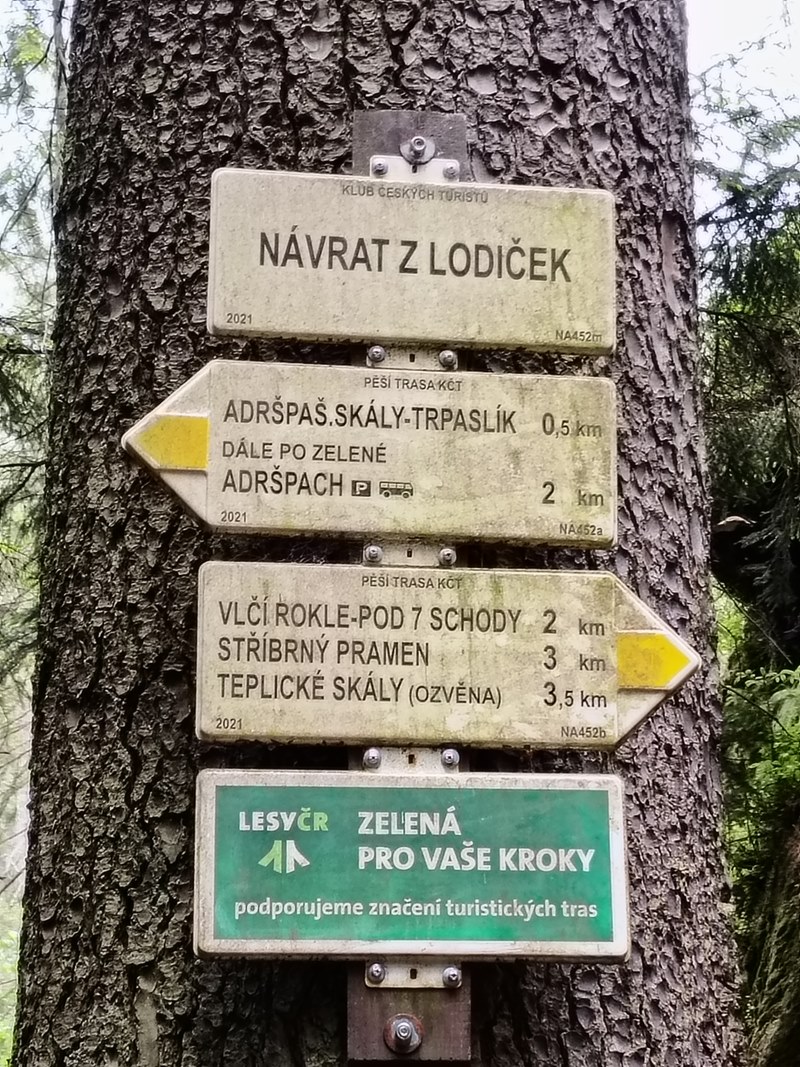 KLUB ČESKÝCH TURISTŮ
NÁVRAT Z LODIČEK
2021 NA452m
PĚŠÍ TRASA KČT
ADRŠPAŠ.SKÁLY-TRPASLÍK 0,5 km
DÁLE PO ZELENÉ
ADRŠPACH P 2 km
2021 NA452a
PĚŠÍ TRASA KČT
VLČÍ ROKLE-POD 7 SCHODY 2 km
STŘÍBRNÝ PRAMEN 3 km
TEPLICKÉ SKÁLY (OZVĚNA) 3,5 km
2021 NA452b
LESY ČR ZELENÁ
PRO VAŠE KROKY
podporujeme značení turistických tras